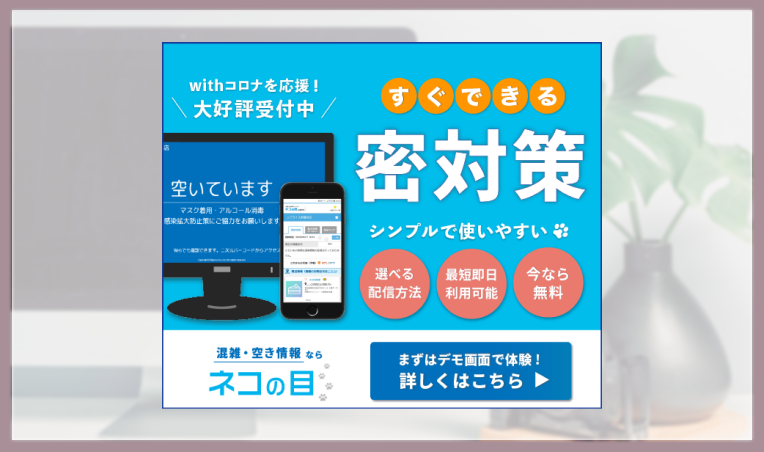 withコロナを応援！
大好評受付中
すぐできる
密対策
シンプルで使いやすい
店
空いています
マスク着用・アルコール消毒
感染拡大防止策にご協力をお願いします
選べる
配信方法
最短即日
利用可能
今なら
無料
混雑・空き情報 なら
ネコの目
まずはデモ画面で体験！
詳しくはこちら ▶